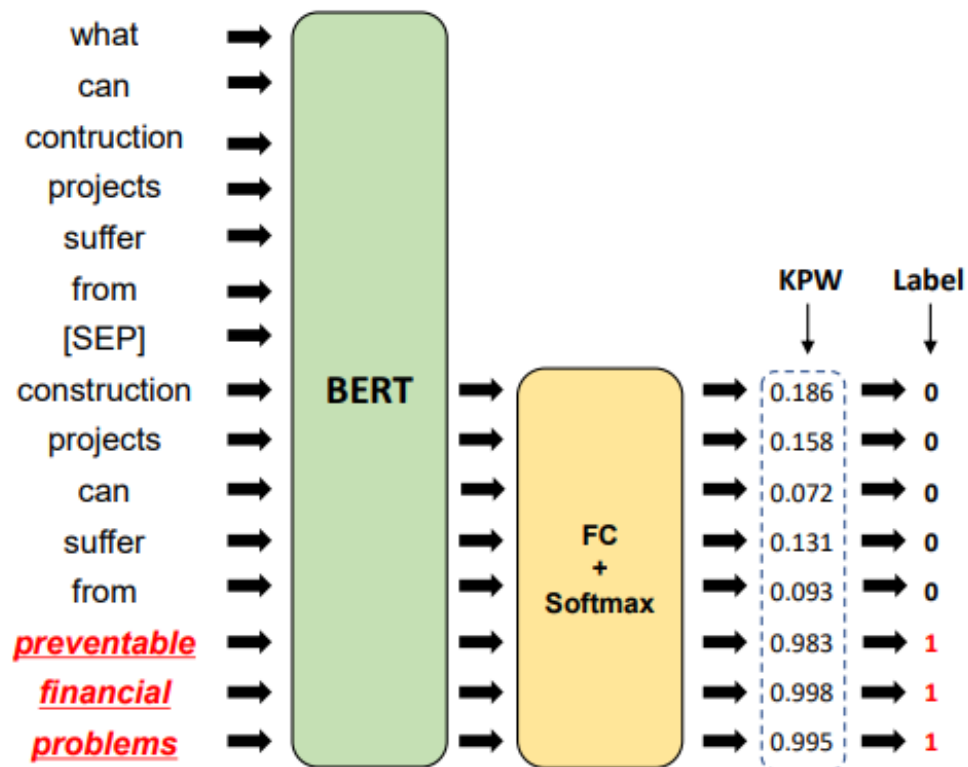 what
can
contruction
projects
suffer
from
[SEP]
KPW Label
construction BERT 0.186 0
projects 0.158 0
can 0.072 0
suffer FC 0.131 0
+
from Softmax 0.093 0
preventable 0.983 1
financial 0.998 1
problems 0.995 1